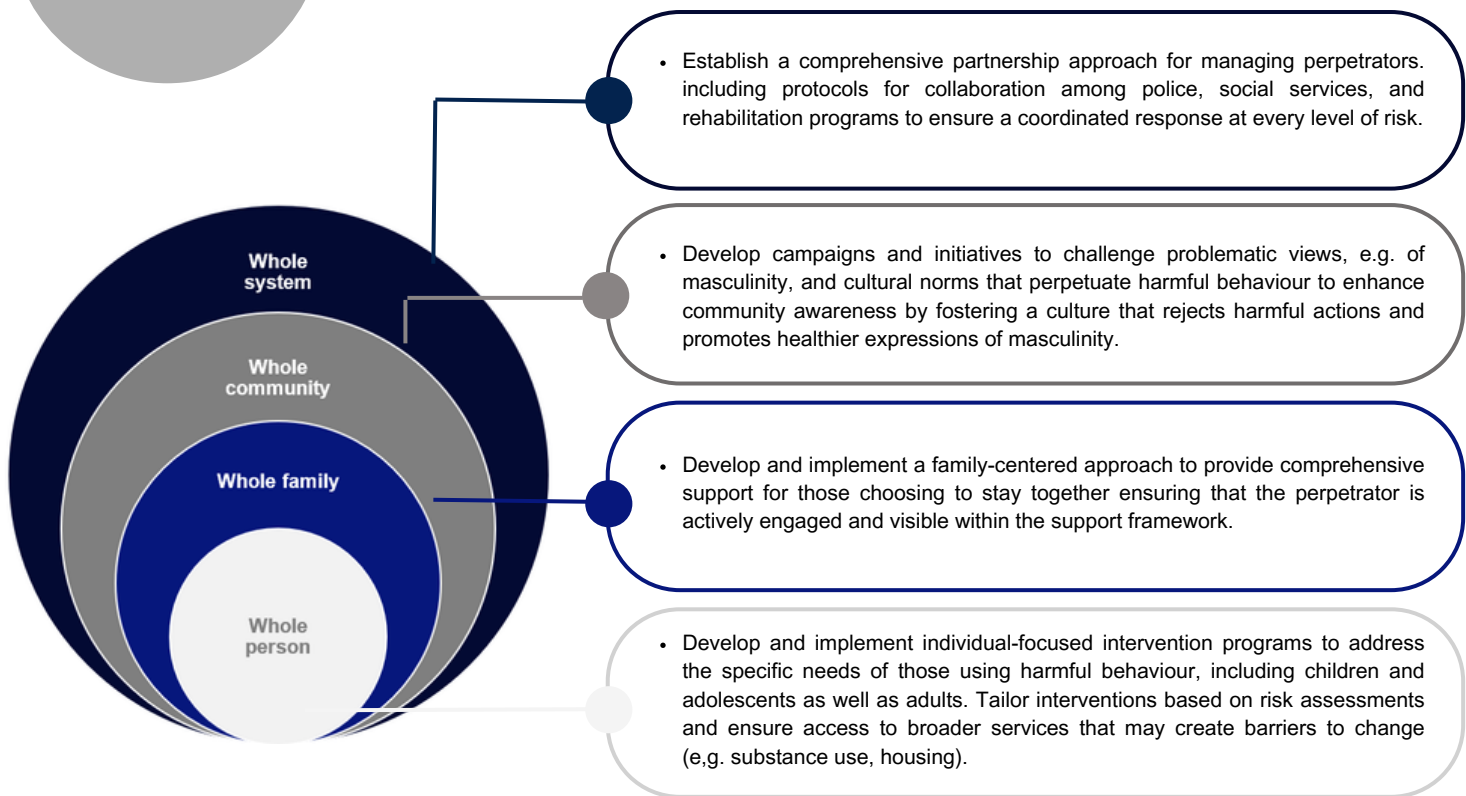 • Establish a comprehensive partnership approach for managing perpetrators.
including protocols for collaboration among police, social services, and
rehabilitation programs to ensure a coordinated response at every level of risk.
Whole
system
• Develop campaigns and initiatives to challenge problematic views, e.g. of
masculinity, and cultural norms that perpetuate harmful behaviour to enhance
community awareness by fostering a culture that rejects harmful actions and
promotes healthier expressions of masculinity.
Whole
community
• Develop and implement a family-centered approach to provide comprehensive
support for those choosing to stay together ensuring that the perpetrator is
actively engaged and visible within the support framework.
Whole family
• Develop and implement individual-focused intervention programs to address
the specific needs of those using harmful behaviour, including children and
adolescents as well as adults. Tailor interventions based on risk assessments
and ensure access to broader services that may create barriers to change
(e,g. substance use, housing).
Whole
person